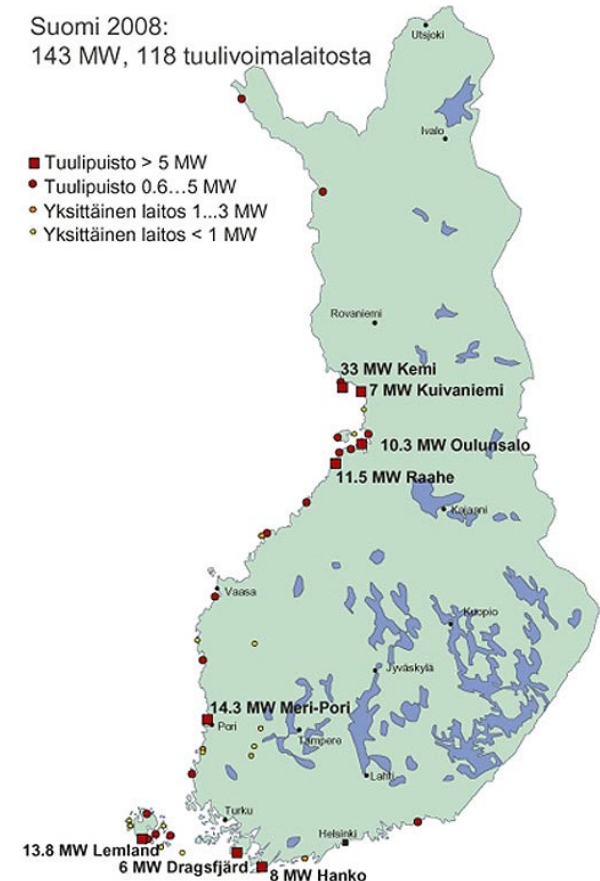 Suomi 2008:
143 MW, 118 tuulivoimalaitosta
Utsjoki
Ivalo
Tuulipuisto > 5 MW
Tuulipuisto 0.6...5 MW
Yksittäinen laitos 1...3 MW
Yksittäinen laitos < 1 MW
Rovaniemi
33 MW Kemi
7 MW Kuivaniemi
10.3 MW Oulunsalo
11.5 MW Raahe
Kajaani
Vaasa
Kuopio
Jyväskylä
14.3 MW Meri-Pori
Pori
Tampere
Lahti
Turku
Helsinki
13.8 MW Lemland
6 MW Dragsfjärd
8 MW Hanko